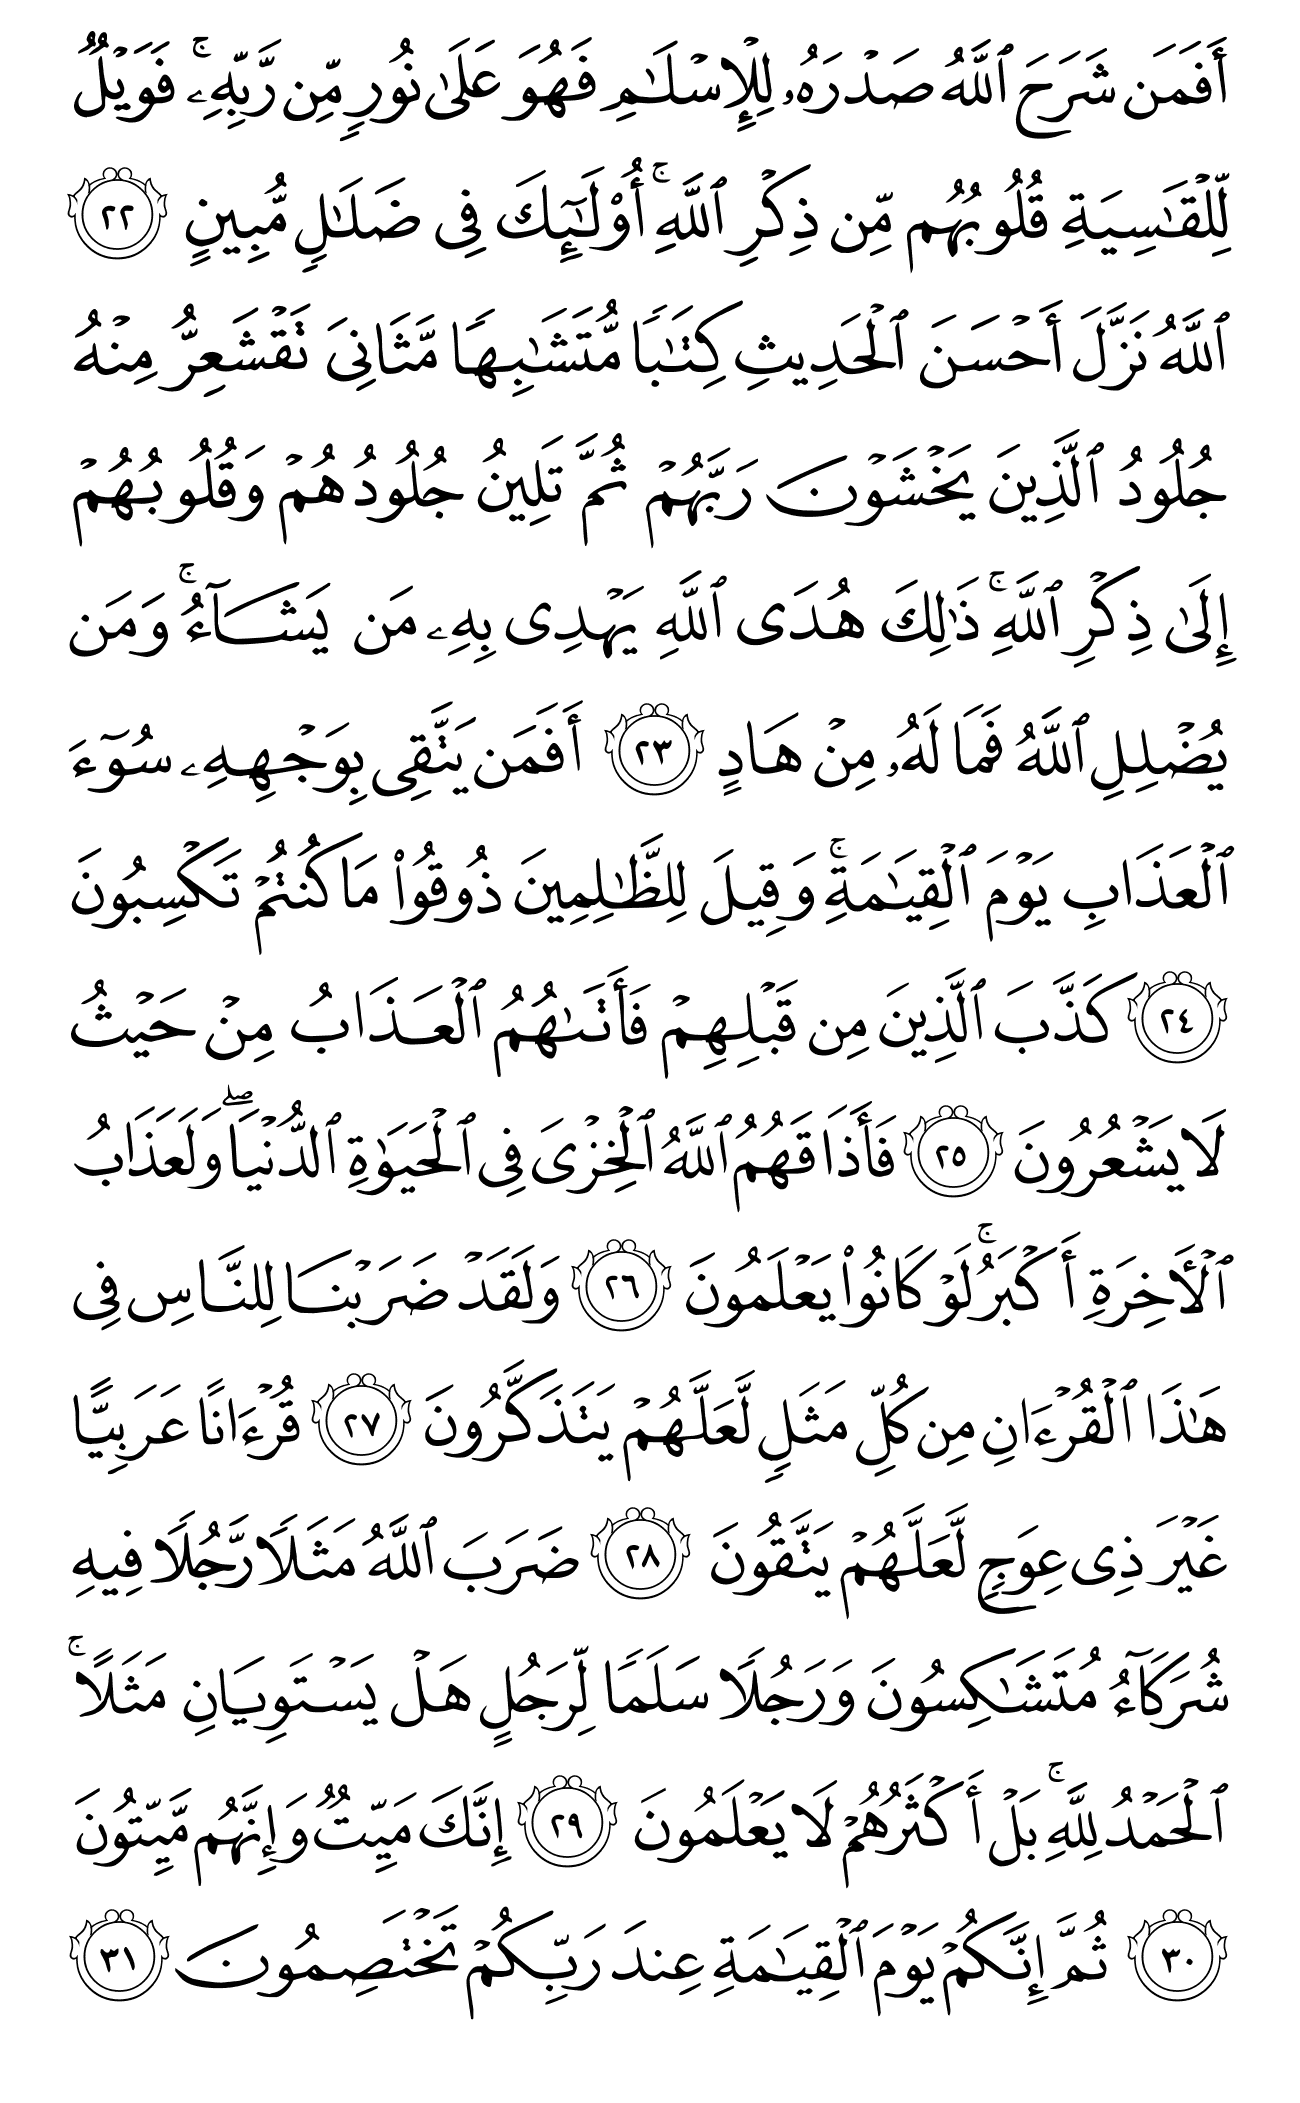 أَفَمَن شَرَحَ ٱللَّهُ صَدۡرَهُۥ لِلۡإِسۡلَٰمِ فَهُوَ عَلَىٰ نُورٖ مِّن رَّبِّهِۦۚ فَوَيۡلٞ
لِّلۡقَٰسِيَةِ قُلُوبُهُم مِّن ذِكۡرِ ٱللَّهِۚ أُوْلَٰٓئِكَ فِي ضَلَٰلٖ مُّبِينٍ ٢٢
ٱللَّهُ نَزَّلَ أَحۡسَنَ ٱلۡحَدِيثِ كِتَٰبٗا مُّتَشَٰبِهٗا مَّثَانِيَ تَقۡشَعِرُّ مِنۡهُ
جُلُودُ ٱلَّذِينَ يَخۡشَوۡنَ رَبَّهُمۡ ثُمَّ تَلِينُ جُلُودُهُمۡ وَقُلُوبُهُمۡ
إِلَىٰ ذِكۡرِ ٱللَّهِۚ ذَٰلِكَ هُدَى ٱللَّهِ يَهۡدِي بِهِۦ مَن يَشَآءُۚ وَمَن
يُضۡلِلِ ٱللَّهُ فَمَا لَهُۥ مِنۡ هَادٍ ٢٣ أَفَمَن يَتَّقِي بِوَجۡهِهِۦ سُوٓءَ
ٱلۡعَذَابِ يَوۡمَ ٱلۡقِيَٰمَةِۚ وَقِيلَ لِلظَّٰلِمِينَ ذُوقُواْ مَا كُنتُمۡ تَكۡسِبُونَ
٢٤ كَذَّبَ ٱلَّذِينَ مِن قَبۡلِهِمۡ فَأَتَىٰهُمُ ٱلۡعَذَابُ مِنۡ حَيۡثُ
لَا يَشۡعُرُونَ ٢٥ فَأَذَاقَهُمُ ٱللَّهُ ٱلۡخِزۡيَ فِي ٱلۡحَيَوٰةِ ٱلدُّنۡيَاۖ وَلَعَذَابُ
ٱلۡأٓخِرَةِ أَكۡبَرُۚ لَوۡ كَانُواْ يَعۡلَمُونَ ٢٦ وَلَقَدۡ ضَرَبۡنَا لِلنَّاسِ فِي
هَٰذَا ٱلۡقُرۡءَانِ مِن كُلِّ مَثَلٖ لَّعَلَّهُمۡ يَتَذَكَّرُونَ ٢٧ قُرۡءَانًا عَرَبِيًّا
غَيۡرَ ذِي عِوَجٖ لَّعَلَّهُمۡ يَتَّقُونَ ٢٨ ضَرَبَ ٱللَّهُ مَثَلٗا رَّجُلٗا فِيهِ
شُرَكَآءُ مُتَشَٰكِسُونَ وَرَجُلٗا سَلَمٗا لِّرَجُلٍ هَلۡ يَسۡتَوِيَانِ مَثَلًاۚ
ٱلۡحَمۡدُ لِلَّهِۚ بَلۡ أَكۡثَرُهُمۡ لَا يَعۡلَمُونَ ٢٩ إِنَّكَ مَيِّتٞ وَإِنَّهُم مَّيِّتُونَ
٣٠ ثُمَّ إِنَّكُمۡ يَوۡمَ ٱلۡقِيَٰمَةِ عِندَ رَبِّكُمۡ تَخۡتَصِمُونَ ٣١